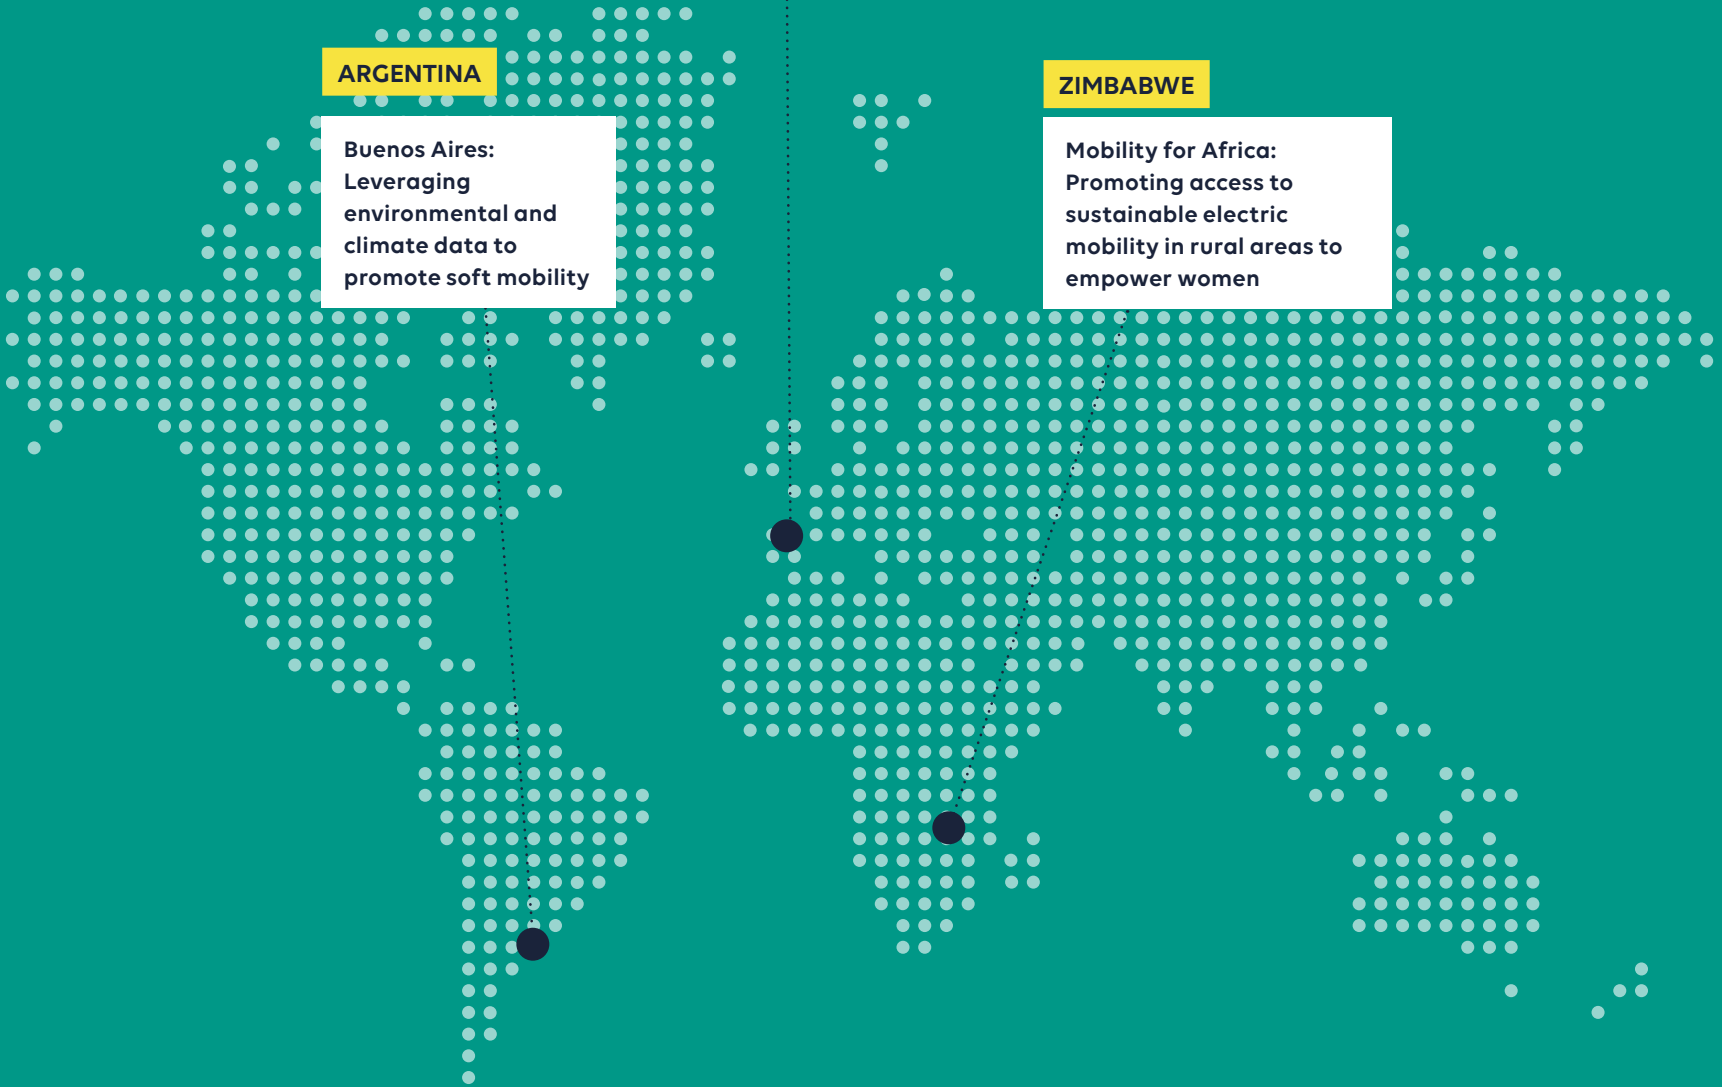 ARGENTINA
Buenos Aires:
Leveraging
environmental and
climate data to
promote soft mobility
ZIMBABWE
Mobility for Africa:
Promoting access to
sustainable electric
mobility in rural areas to
empower women